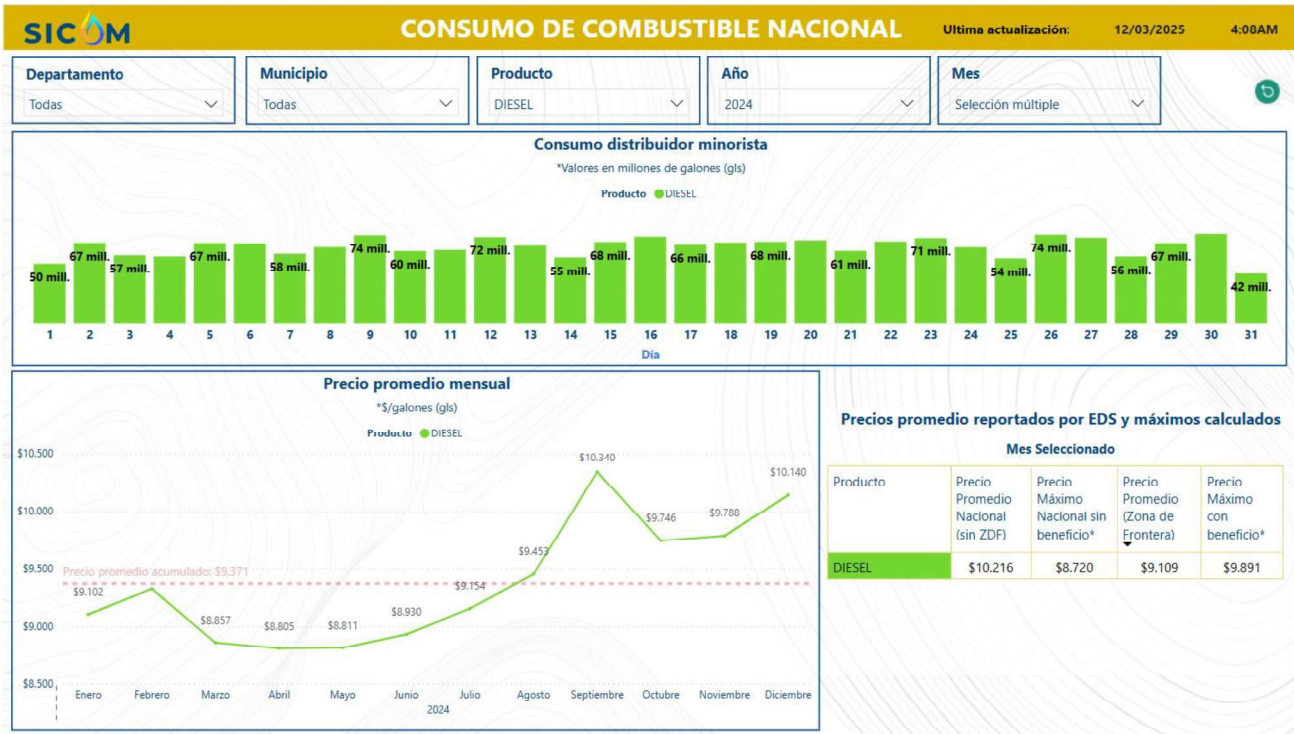 SICOM
CONSUMO DE COMBUSTIBLE NACIONAL
Ultima actualización: 12/03/2025 4:08AM
Departamento
Todas
Municipio
Todas
Producto
DIESEL
Año
2024
Mes
Selección múltiple
Consumo distribuidor minorista
*Valores en millones de galones (gls)
Producto DIESEL
50 mill. 67 mill. 57 mill. 67 mill. 58 mill. 74 mill. 60 mill. 72 mill. 55 mill. 68 mill. 66 mill. 68 mill. 61 mill. 71 mill. 54 mill. 74 mill. 56 mill. 67 mill. 42 mill.
1 2 3 4 5 6 7 8 9 10 11 12 13 14 15 16 17 18 19 20 21 22 23 24 25 26 27 28 29 30 31
Día
Precio promedio mensual
*$/galones (gls)
Producto DIESEL
$10.500
$10.000
$9.500
$9.000
$8.500
Precio promedio acumulado: $9.371
$9.102 $8.857 $8.805 $8.811 $8.930 $9.154 $9.453 $10.340 $9.746 $9.788 $10.140
Enero Febrero Marzo Abril Mayo Junio Julio Agosto Septiembre Octubre Noviembre Diciembre
2024
Precios promedio reportados por EDS y máximos calculados
Mes Seleccionado
Producto
Precio
Promedio
Nacional
(sin ZDF)
Precio
Máximo
Nacional sin
beneficio*
Precio
Promedio
(Zona de
Frontera)
Precio
Máximo
con
beneficio*
DIESEL $10.216 $8.720 $9.109 $9.891